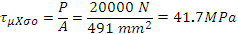 τμΧσο = P/A = 20000 N / 491 mm² = 41.7MPa